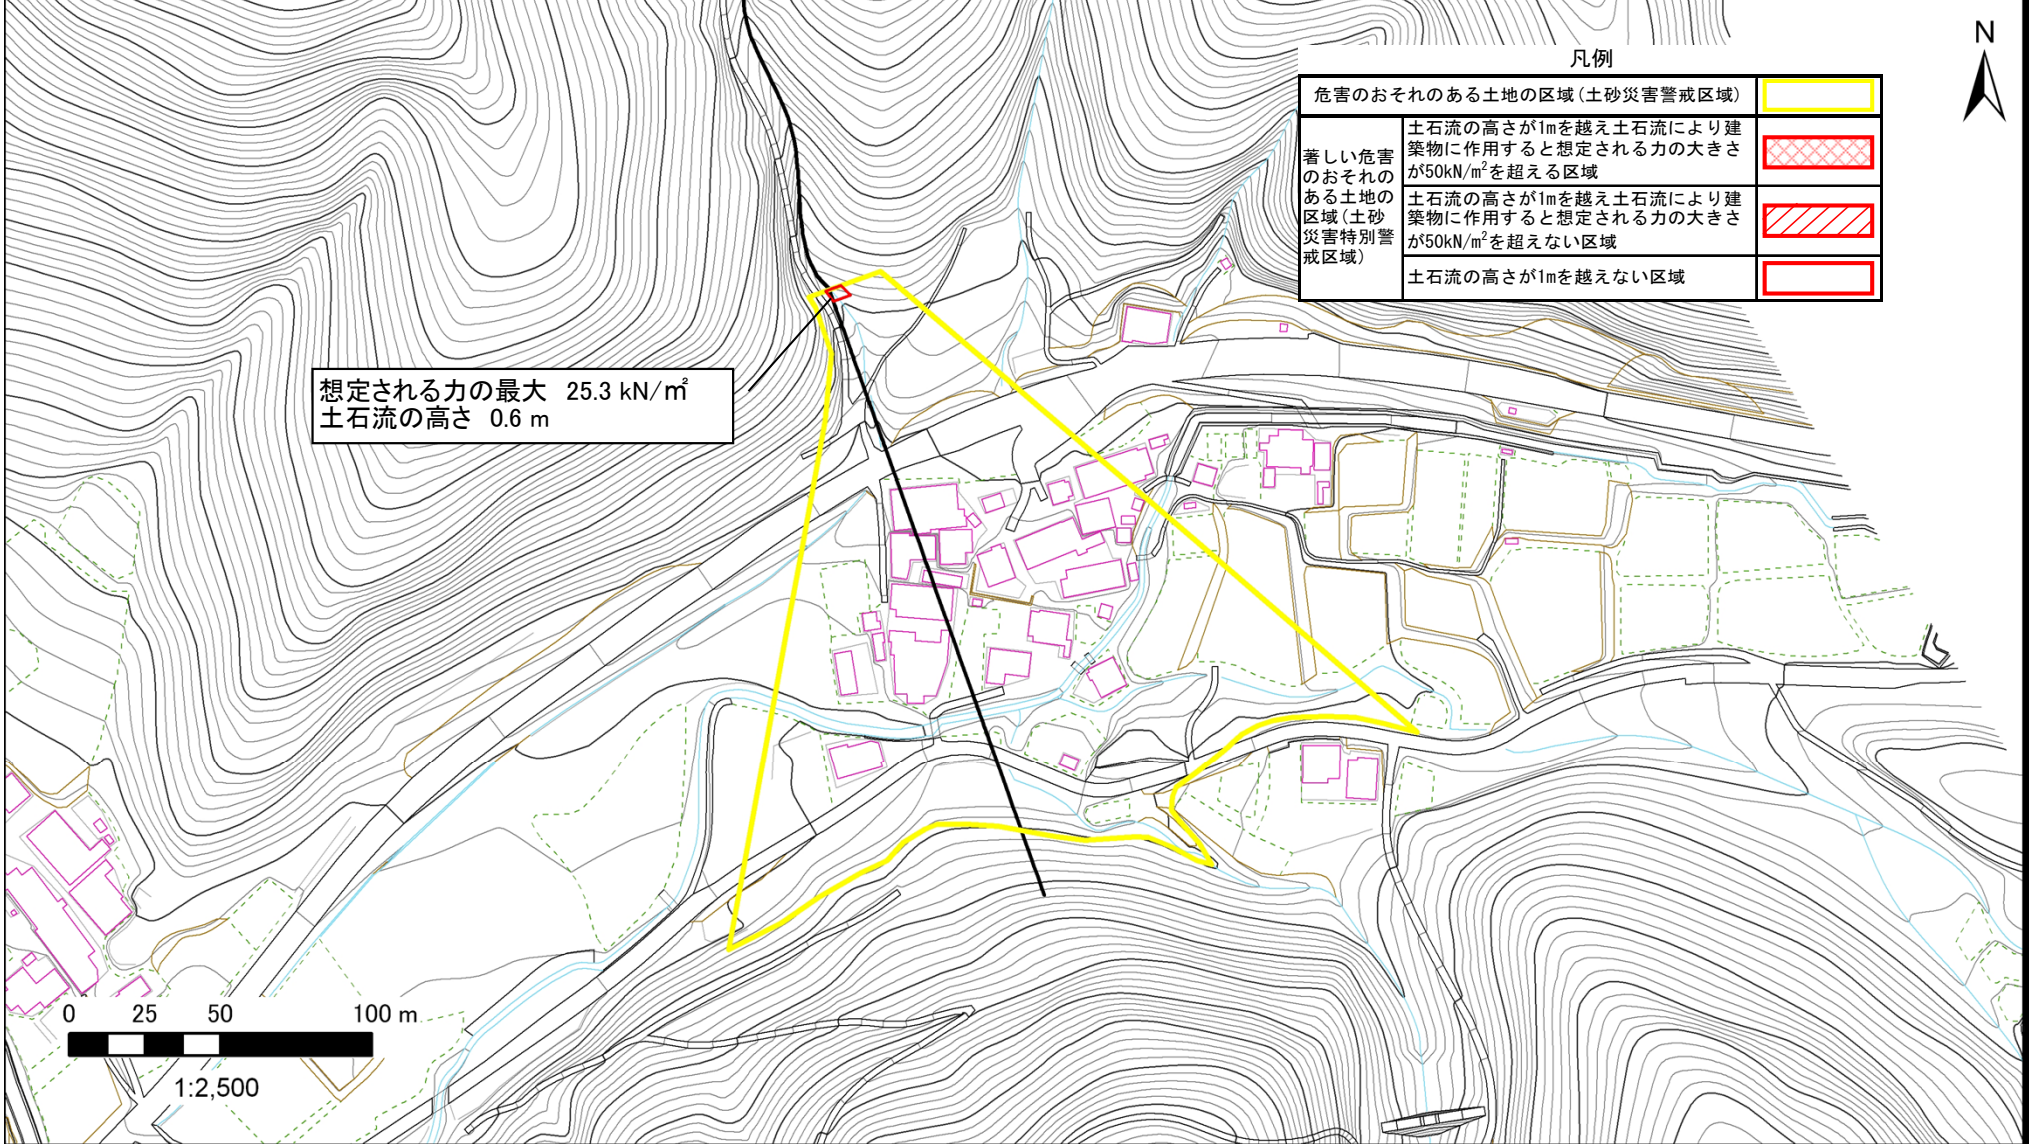 N
凡例
危害のおそれのある土地の区域(土砂災害警戒区域)
著しい危害
のおそれの
ある土地の
区域(土砂
災害特別警
戒区域)
土石流の高さが1mを越え土石流により建
築物に作用すると想定される力の大きさ
が50kN/m²を超える区域
土石流の高さが1mを越え土石流により建
築物に作用すると想定される力の大きさ
が50kN/m²を超えない区域
土石流の高さが1mを越えない区域
想定される力の最大 25.3 kN/㎡
土石流の高さ 0.6 m
0 25 50 100 m
1:2,500